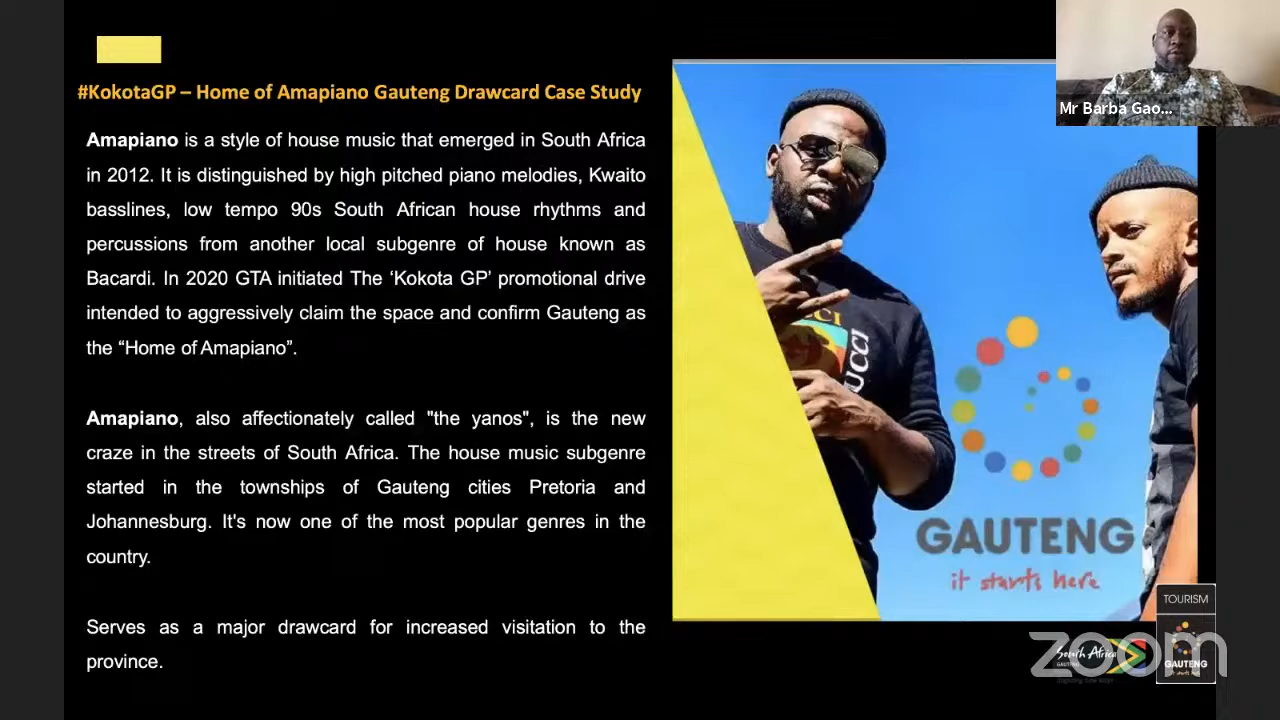 #KokotaGP – Home of Amapiano Gauteng Drawcard Case Study
Amapiano is a style of house music that emerged in South Africa
in 2012. It is distinguished by high pitched piano melodies, Kwaito
basslines, low tempo 90s South African house rhythms and
percussions from another local subgenre of house known as
Bacardi. In 2020 GTA initiated The ‘Kokota GP’ promotional drive
intended to aggressively claim the space and confirm Gauteng as
the “Home of Amapiano”.
Amapiano, also affectionately called "the yanos", is the new
craze in the streets of South Africa. The house music subgenre
started in the townships of Gauteng cities Pretoria and
Johannesburg. It's now one of the most popular genres in the
country.
Serves as a major drawcard for increased visitation to the
province.
Mr Barba Gao...
CCI
UCCI
GAUTENG
it starts here
TOURISM
GAUTENG
it starts here
South Africa
GAUTENG
zoom